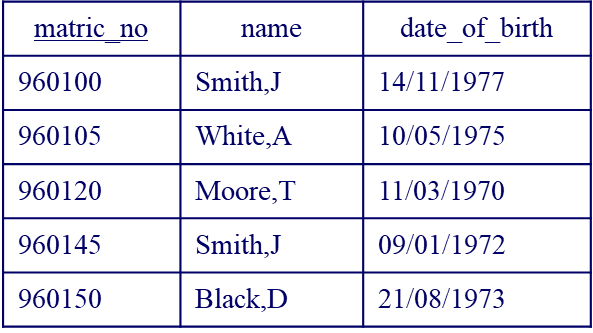 matric_no name date_of_birth
960100 Smith,J 14/11/1977
960105 White,A 10/05/1975
960120 Moore,T 11/03/1970
960145 Smith,J 09/01/1972
960150 Black,D 21/08/1973